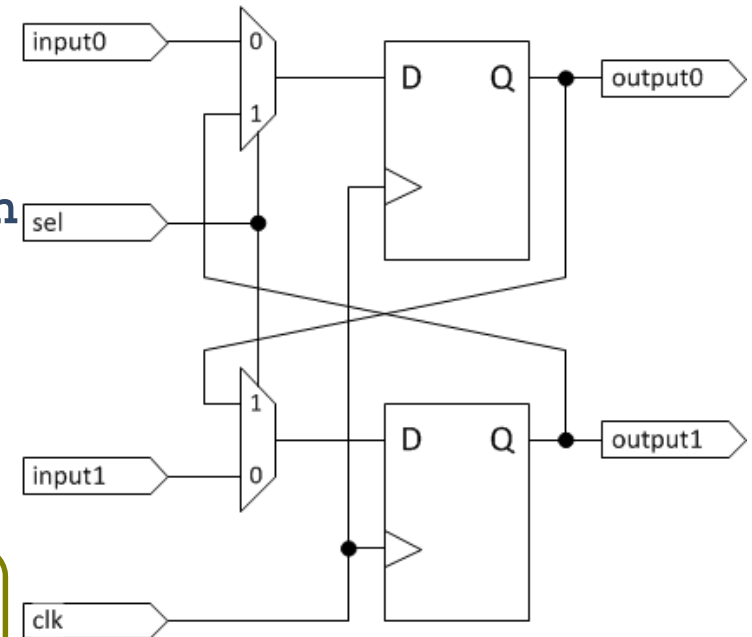 input0
0
D Q
output0
1
n
sel
1
D Q
output1
input1
0
clk